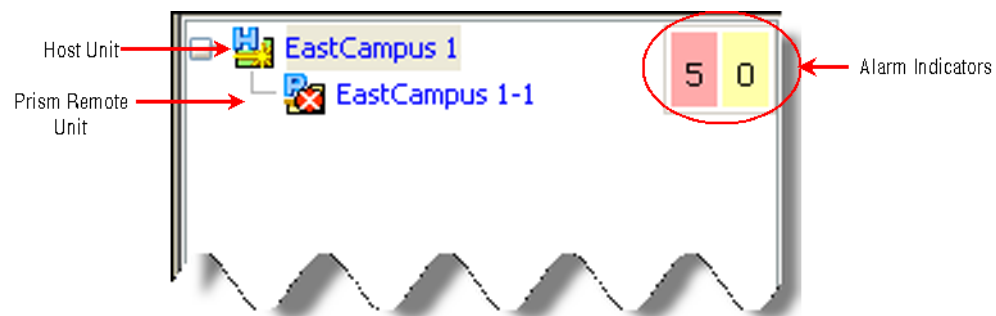 Host Unit
H
EastCampus 1
5 0
Alarm Indicators
Prism Remote
Unit
EastCampus 1-1